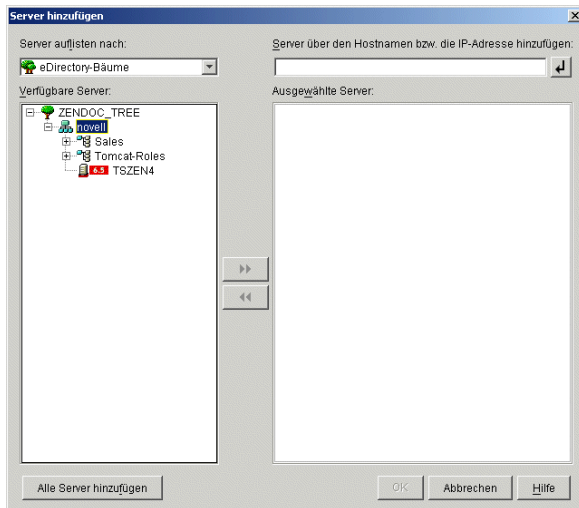 Server hinzufügen
Server auflisten nach:
Server über den Hostnamen bzw. die IP-Adresse hinzufügen:
eDirectory-Bäume
Verfügbare Server:
Ausgewählte Server:
ZENDOC_TREE
novell
Sales
Tomcat-Roles
6.5 TSZEN4
Alle Server hinzufügen
OK
Abbrechen
Hilfe